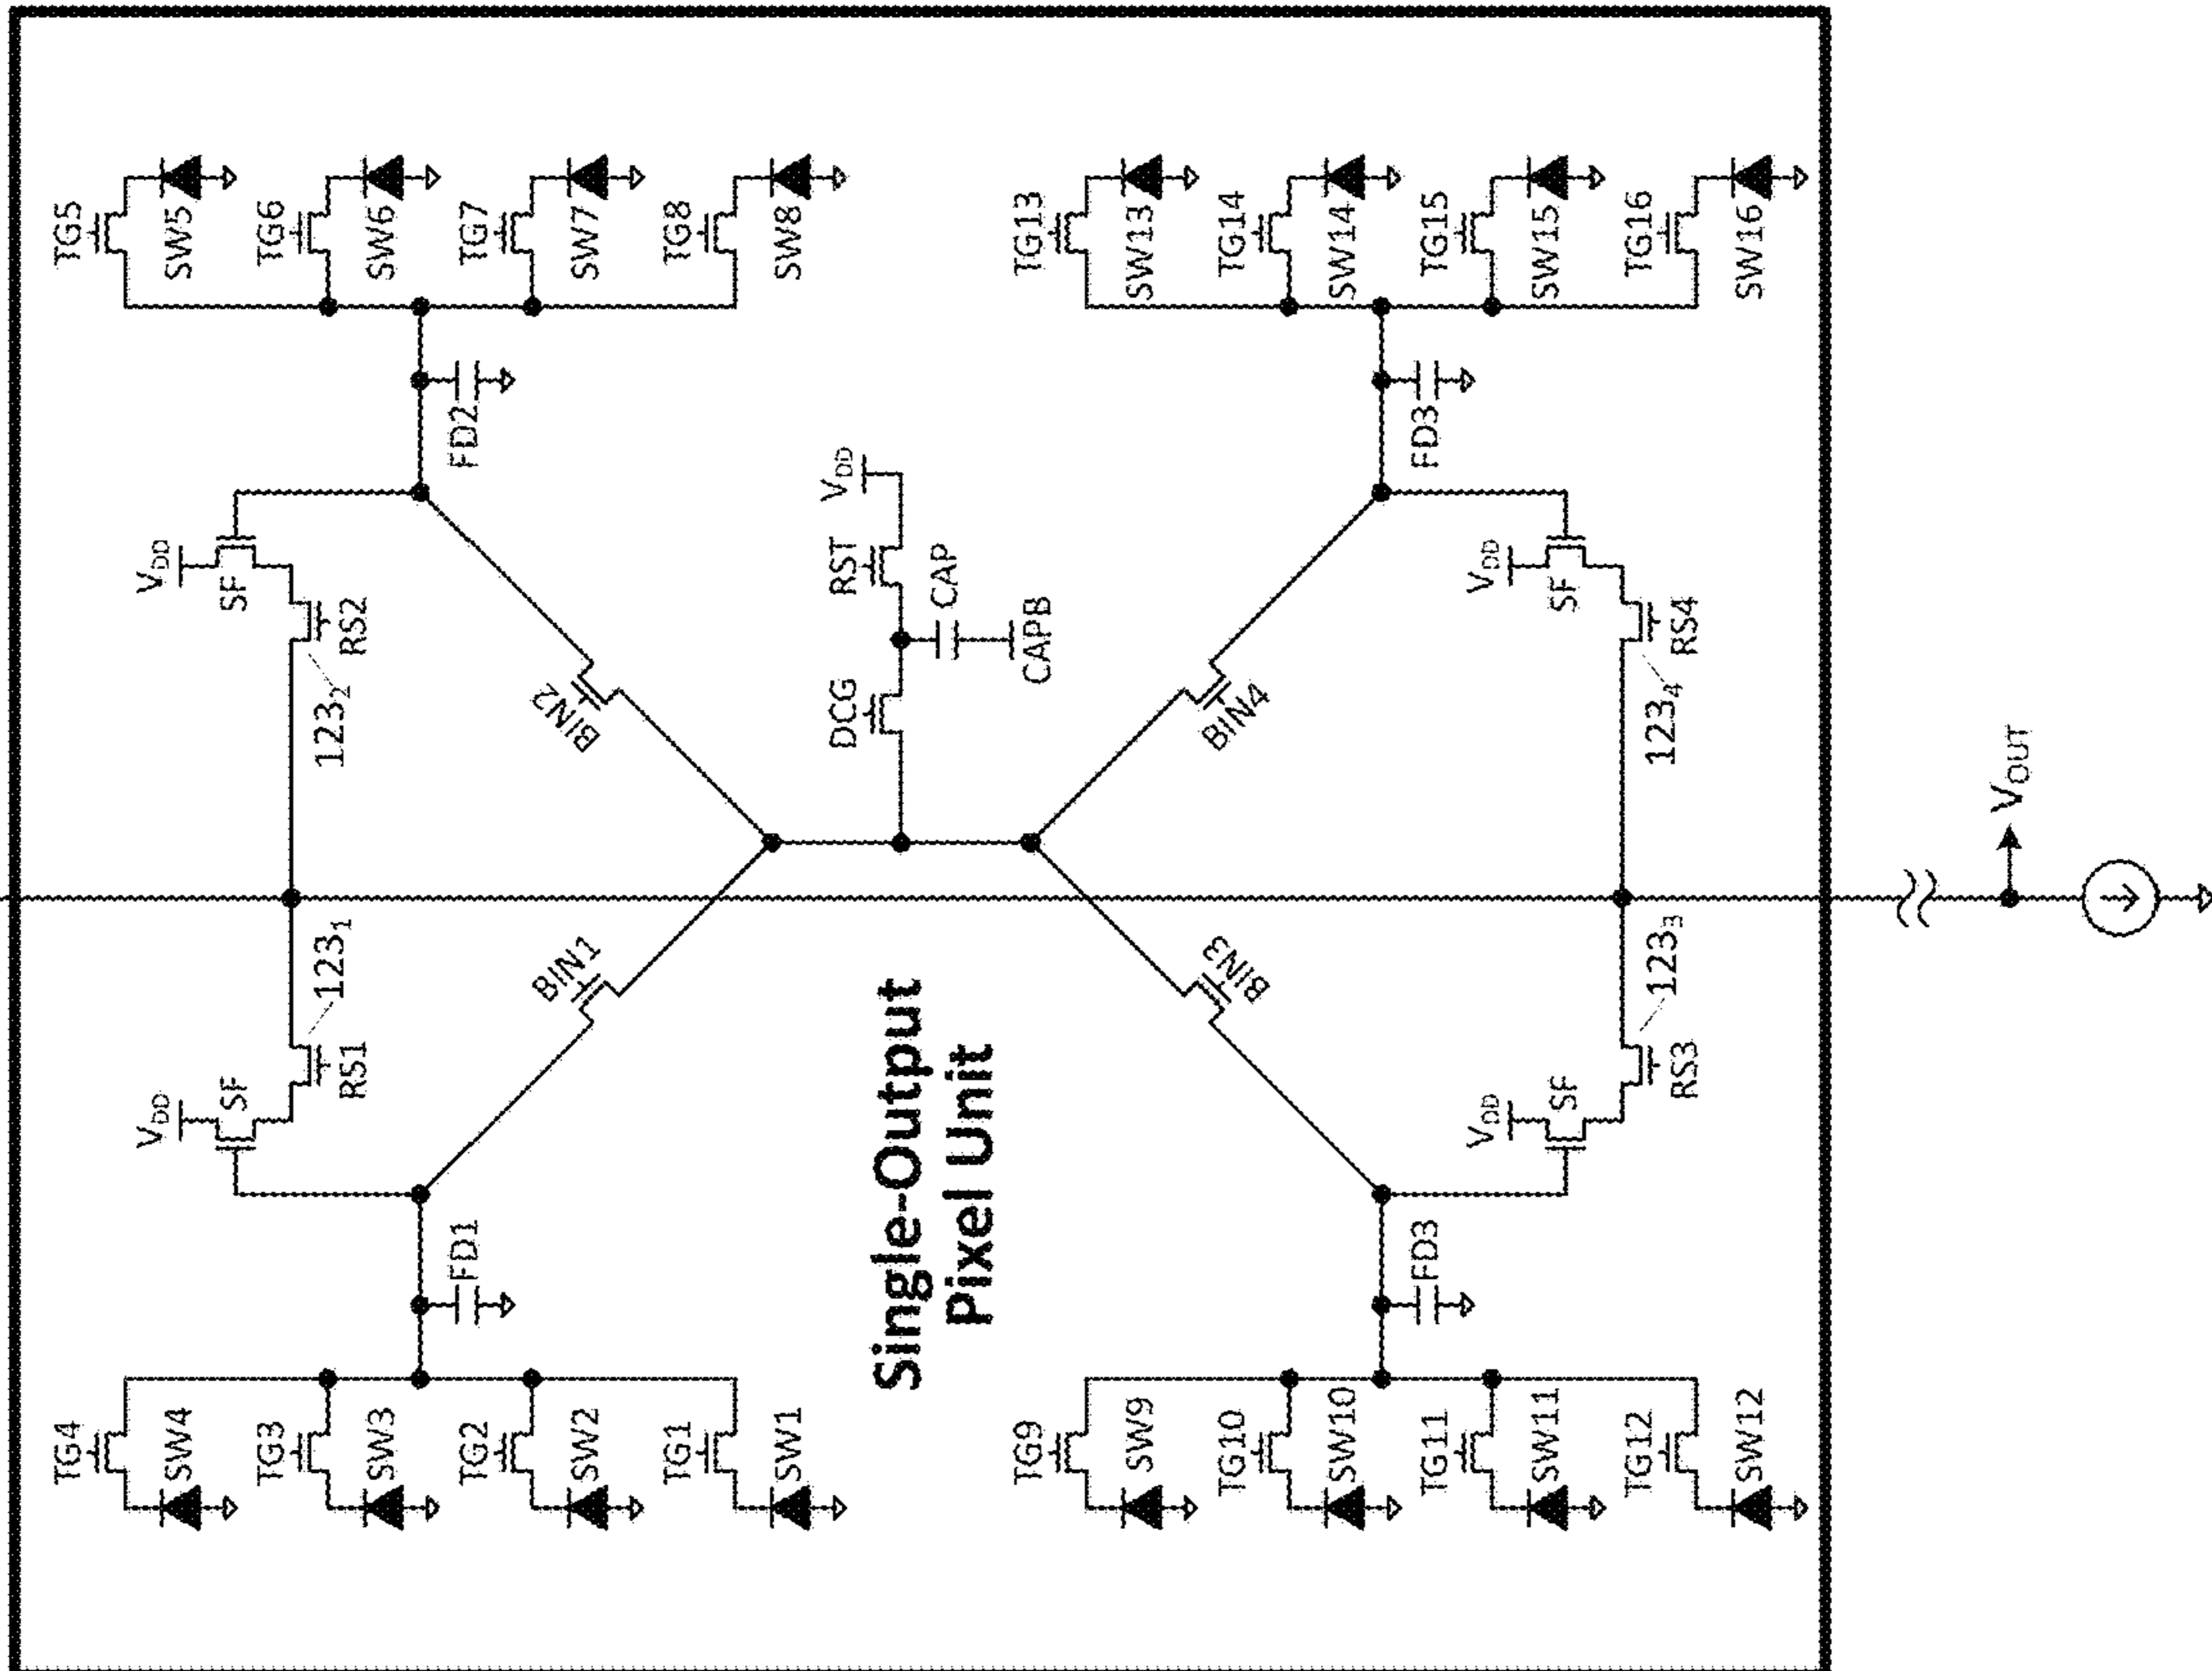 TG4
TG5
VDD
VDD
SW4
SW5
SF
SF
TG3
TG6
RS1
123₁
123₂
RS2
SW3
SW6
FD1
FD2
TG2
TG7
BIN1
BIN2
SW2
SW7
TG1
TG8
SW1
SW8
VDD
DCG
RST
CAP
CAPB
Single-Output
Pixel Unit
TG9
TG13
SW9
SW13
TG10
TG14
BIN3
BIN4
SW10
SW14
FD3
FD3
TG11
TG15
VDD
VDD
SW11
SW15
SF
SF
TG12
TG16
RS3
123₃
123₄
RS4
SW12
SW16
VOUT